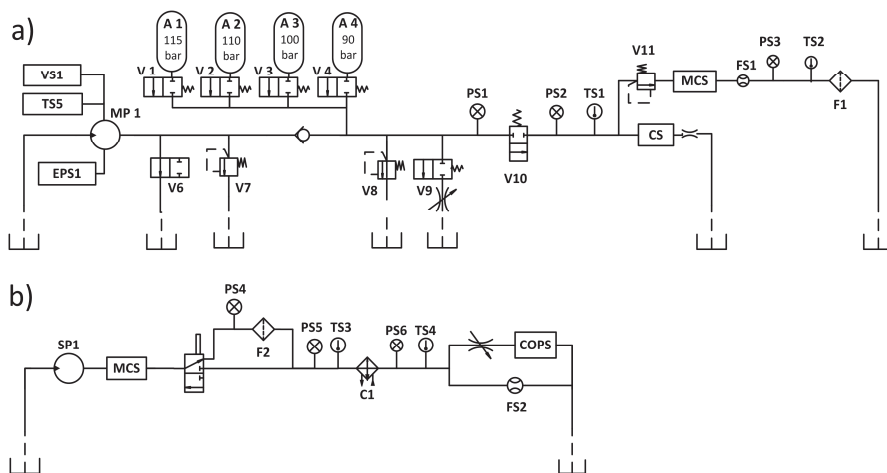 a)
A 1
115
bar
A 2
110
bar
A 3
100
bar
A 4
90
bar
V 1
V 2
V 3
V 4
VS1
TS5
MP 1
EPS1
V6
V7
V8
V9
PS1
V10
PS2
TS1
V11
MCS
FS1
PS3
TS2
F1
CS
b)
SP1
MCS
PS4
F2
PS5
TS3
C1
PS6
TS4
COPS
FS2